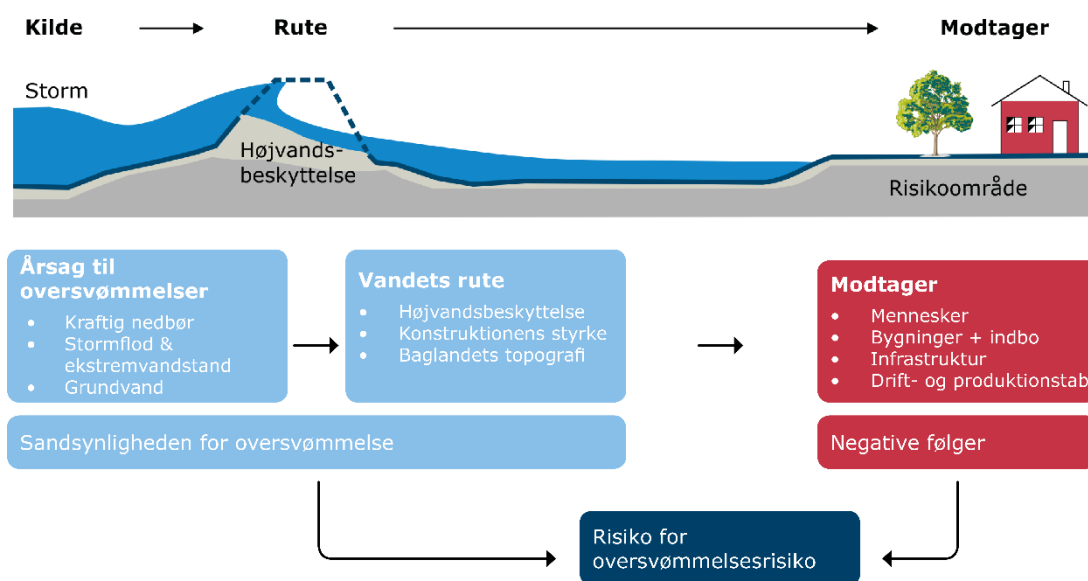 Kilde
Rute
Modtager
Storm
Højvands-
beskyttelse
Risikoområde
Årsag til
oversvømmelser
• Kraftig nedbør
• Stormflod &
ekstremvandstand
• Grundvand
Vandets rute
• Højvandsbeskyttelse
• Konstruktionens styrke
• Baglandets topografi
Modtager
• Mennesker
• Bygninger + indbo
• Infrastruktur
• Drift- og produktionstab
Sandsynligheden for oversvømmelse
Negative følger
Risiko for
oversvømmelsesrisiko